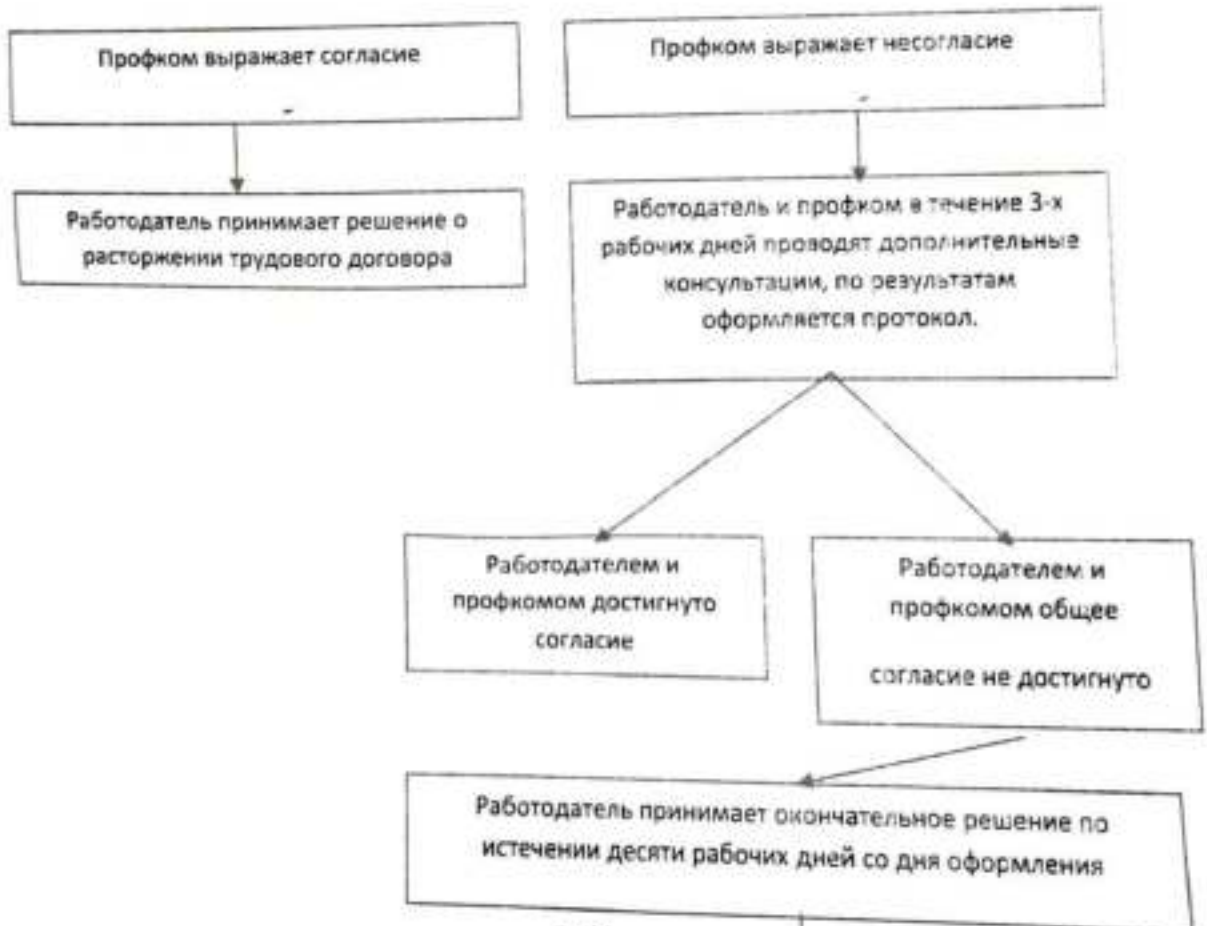 Профком выражает согласие
-
Профком выражает несогласие
-
Работодатель принимает решение о
расторжении трудового договора
Работодатель и профком в течение 3-х
рабочих дней проводят дополнительные
консультации, по результатам
оформляется протокол.
Работодателем и
профкомом достигнуто
согласие
Работодателем и
профкомом общее
согласие не достигнуто
Работодатель принимает окончательное решение по
истечении десяти рабочих дней со дня оформления